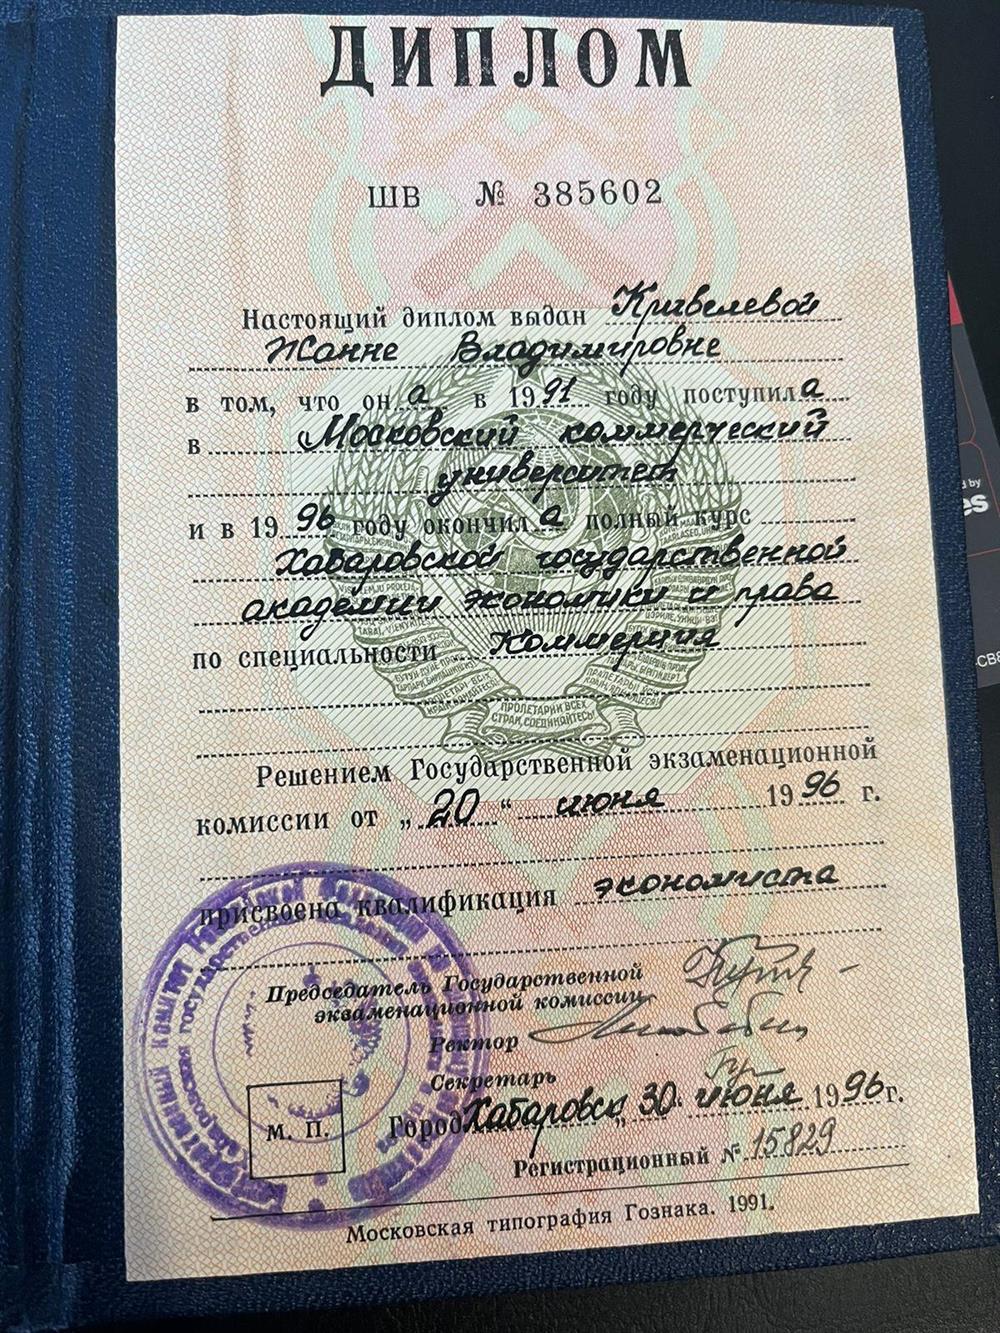 ДИПЛОМ
ШВ № 385602
Настоящий диплом выдан Кривелевой
Жанне Владимировне
в том, что он а в 1991 году поступила
в Московский коммерческий
университет
и в 1996 году окончила полный курс
Хабаровской государственной
академии экономики и права
по специальности Коммерция
ПРОЛЕТАРИИ ВСЕХ
СТРАН, СОЕДИНЯЙТЕСЬ!
Решением Государственной экзаменационной
комиссии от „20“ июня 1996 г.
присвоена квалификация экономиста
Председатель Государственной
экзаменационной комиссии
Ректор
Секретарь
М. П.
Город Хабаровск, 30 июня 1996 г.
Регистрационный № 15829
Московская типография Гознака. 1991.